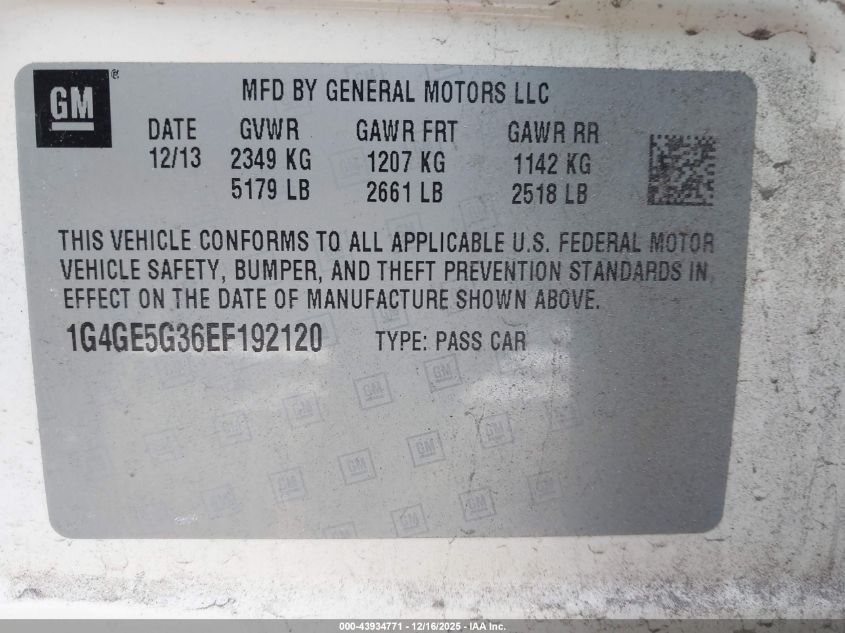 GM®
MFD BY GENERAL MOTORS LLC
DATE GVWR GAWR FRT GAWR RR
12/13 2349 KG 1207 KG 1142 KG
5179 LB 2661 LB 2518 LB
THIS VEHICLE CONFORMS TO ALL APPLICABLE U.S. FEDERAL MOTOR
VEHICLE SAFETY, BUMPER, AND THEFT PREVENTION STANDARDS IN
EFFECT ON THE DATE OF MANUFACTURE SHOWN ABOVE.
1G4GE5G36EF192120 TYPE: PASS CAR
000-43934771 - 12/16/2025 - IAA Inc.